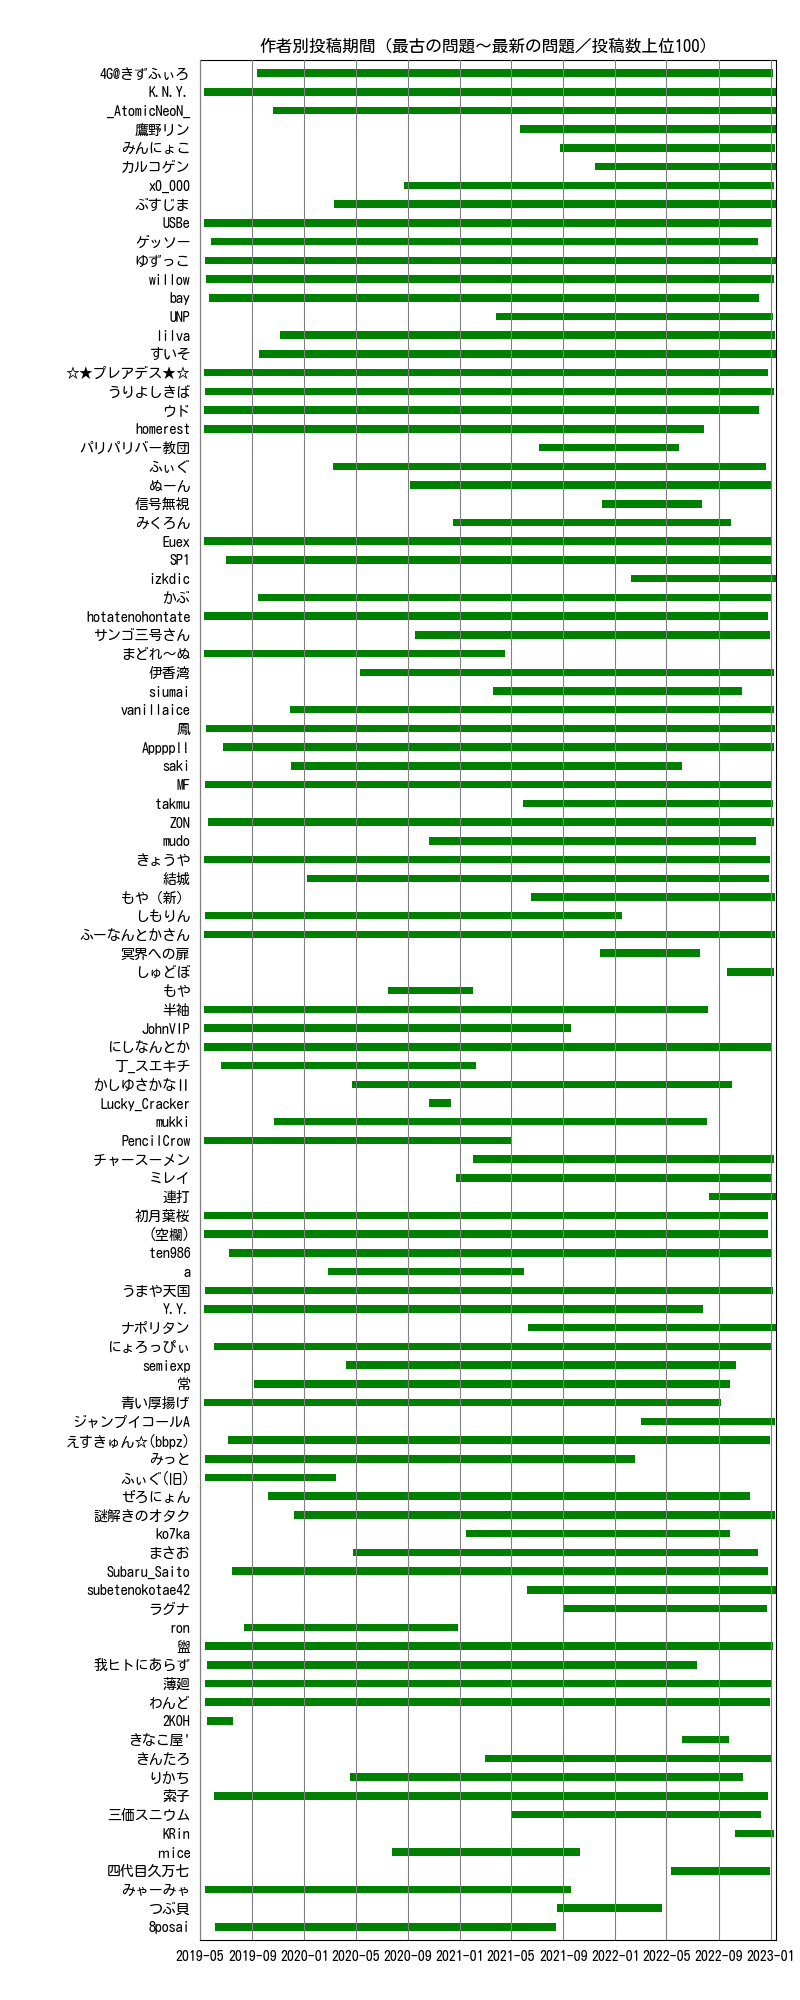 作者別投稿期間（最古の問題～最新の問題／投稿数上位100）
4G@きずふぃろ
K.N.Y.
_AtomicNeoN_
鷹野リン
みんにょこ
カルコゲン
x0_000
ぶすじま
USBe
ゲッソー
ゆずっこ
willow
bay
UNP
lilva
すいそ
☆★プレアデス★☆
うりよしきば
ウド
homerest
パリパリバー教団
ふぃぐ
ぬーん
信号無視
みくろん
Euex
SP1
izkdic
かぶ
hotatenohontate
サンゴ三号さん
まどれ～ぬ
伊香湾
siumai
vanillaice
鳳
AppppII
saki
MF
takmu
ZON
mudo
きょうや
結城
もや（新）
しもりん
ふーなんとかさん
冥界への扉
しゅどぼ
もや
半袖
JohnVIP
にしなんとか
丁_スエキチ
かしゆさかなII
Lucky_Cracker
mukki
PencilCrow
チャースーメン
ミレイ
連打
初月葉桜
(空欄)
ten986
a
うまや天国
Y.Y.
ナポリタン
にょろっぴぃ
semiexp
常
青い厚揚げ
ジャンプイコールA
えすきゅん☆(bbpz)
みっと
ふぃぐ(旧)
ぜろにょん
謎解きのオタク
ko7ka
まさお
Subaru_Saito
subetenokotae42
ラグナ
ron
盥
我ヒトにあらず
薄廻
わんど
2KOH
きなこ屋'
きんたろ
りかち
索子
三価スニウム
KRin
mice
四代目久万七
みゃーみゃ
つぶ貝
8posai
2019-05 2019-09 2020-01 2020-05 2020-09 2021-01 2021-05 2021-09 2022-01 2022-05 2022-09 2023-01